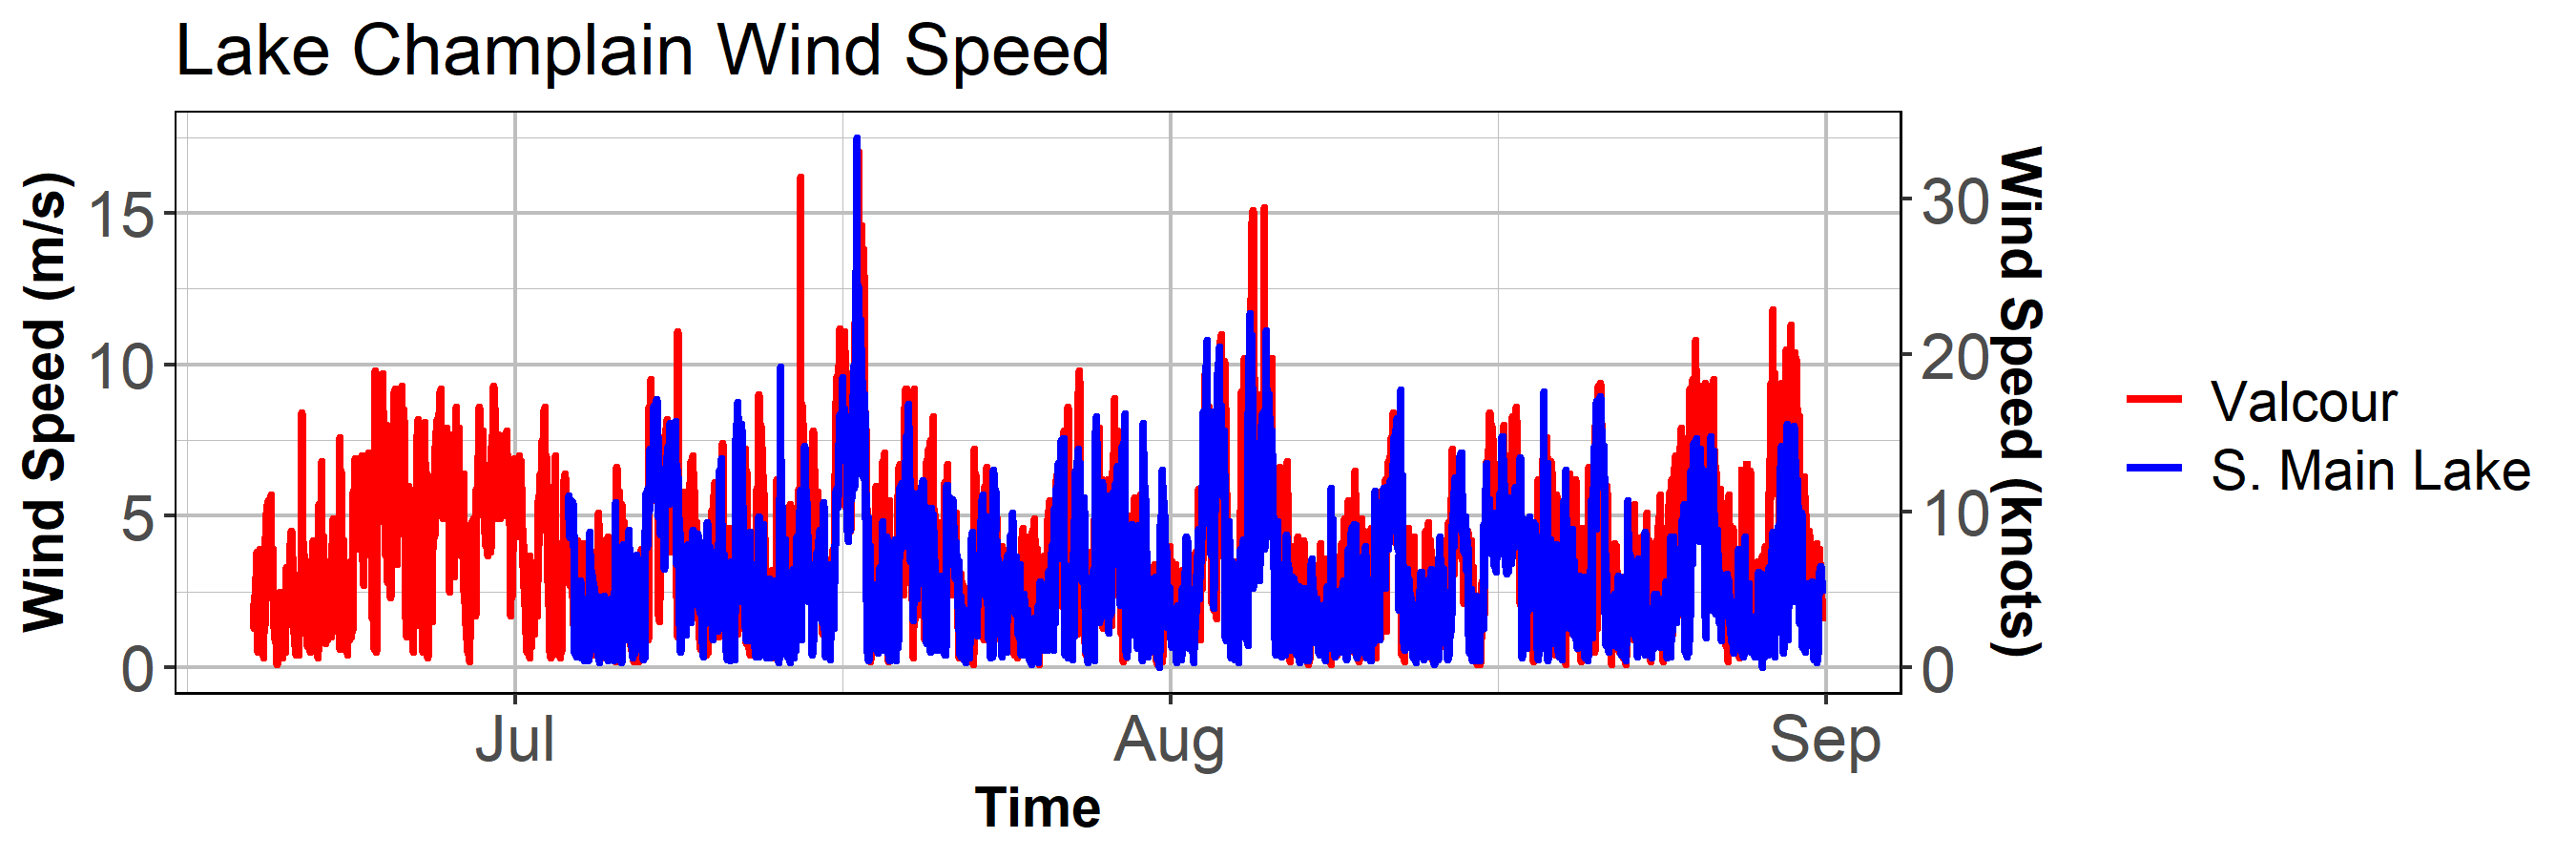 Lake Champlain Wind Speed
Wind Speed (m/s)
15
10
5
0
30
20
10
0
Wind Speed (knots)
Jul
Aug
Sep
Time
Valcour
S. Main Lake